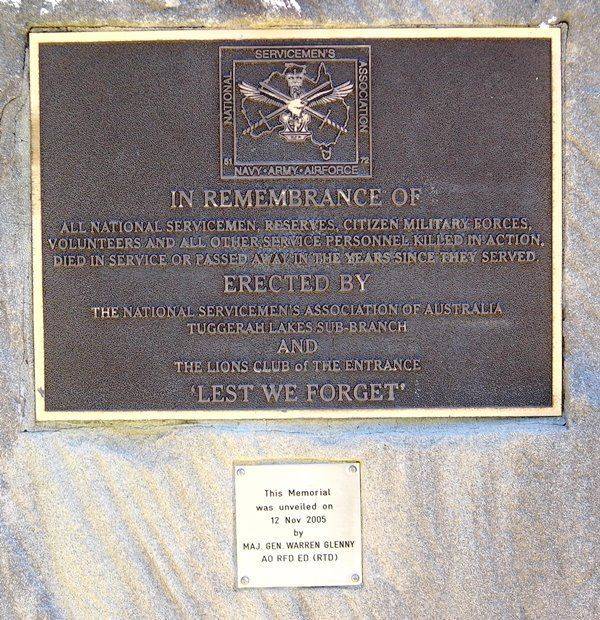 SERVICEMEN'S
NATIONAL
ASSOCIATION
51
72
NAVY·ARMY·AIRFORCE
IN REMEMBRANCE OF
ALL NATIONAL SERVICEMEN, RESERVES, CITIZEN MILITARY FORCES,
VOLUNTEERS AND ALL OTHER SERVICE PERSONNEL KILLED IN ACTION,
DIED IN SERVICE OR PASSED AWAY IN THE YEARS SINCE THEY SERVED.
ERECTED BY
THE NATIONAL SERVICEMEN'S ASSOCIATION OF AUSTRALIA
TUGGERAH LAKES SUB-BRANCH
AND
THE LIONS CLUB of THE ENTRANCE
'LEST WE FORGET'
This Memorial
was unveiled on
12 Nov 2005
by
MAJ. GEN. WARREN GLENNY
AO RFD ED (RTD)